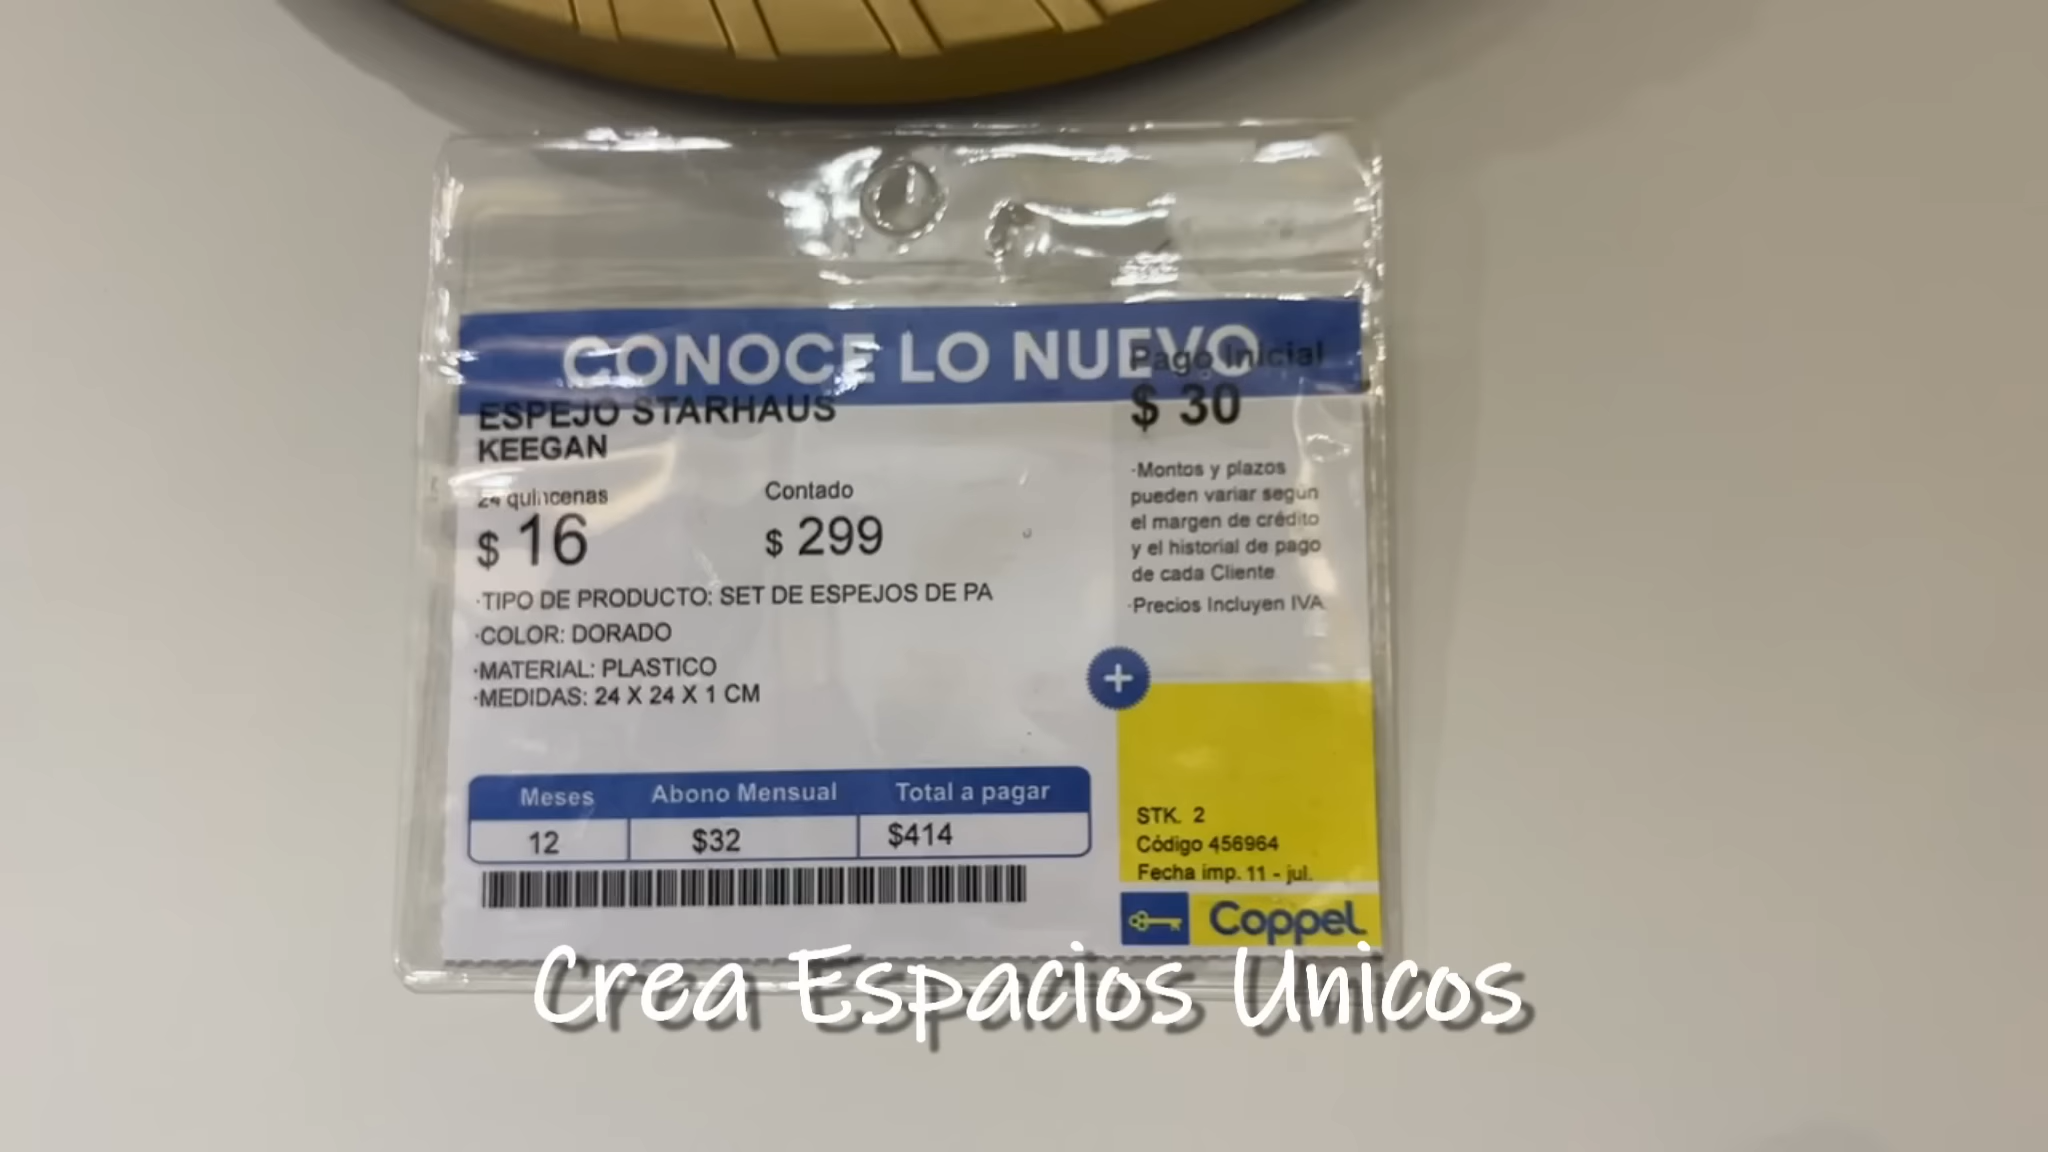 CONOCE LO NUEVO
ESPEJO STARHAUS
KEEGAN
24 quincenas
$ 16
Contado
$ 299
·TIPO DE PRODUCTO: SET DE ESPEJOS DE PA
·COLOR: DORADO
·MATERIAL: PLASTICO
·MEDIDAS: 24 X 24 X 1 CM
Pago Inicial
$ 30
·Montos y plazos
pueden variar según
el margen de crédito
y el historial de pago
de cada Cliente
·Precios Incluyen IVA
+
Meses Abono Mensual Total a pagar
12 $32 $414
STK. 2
Código 456964
Fecha imp. 11 - jul.
Coppel
Crea Espacios Unicos